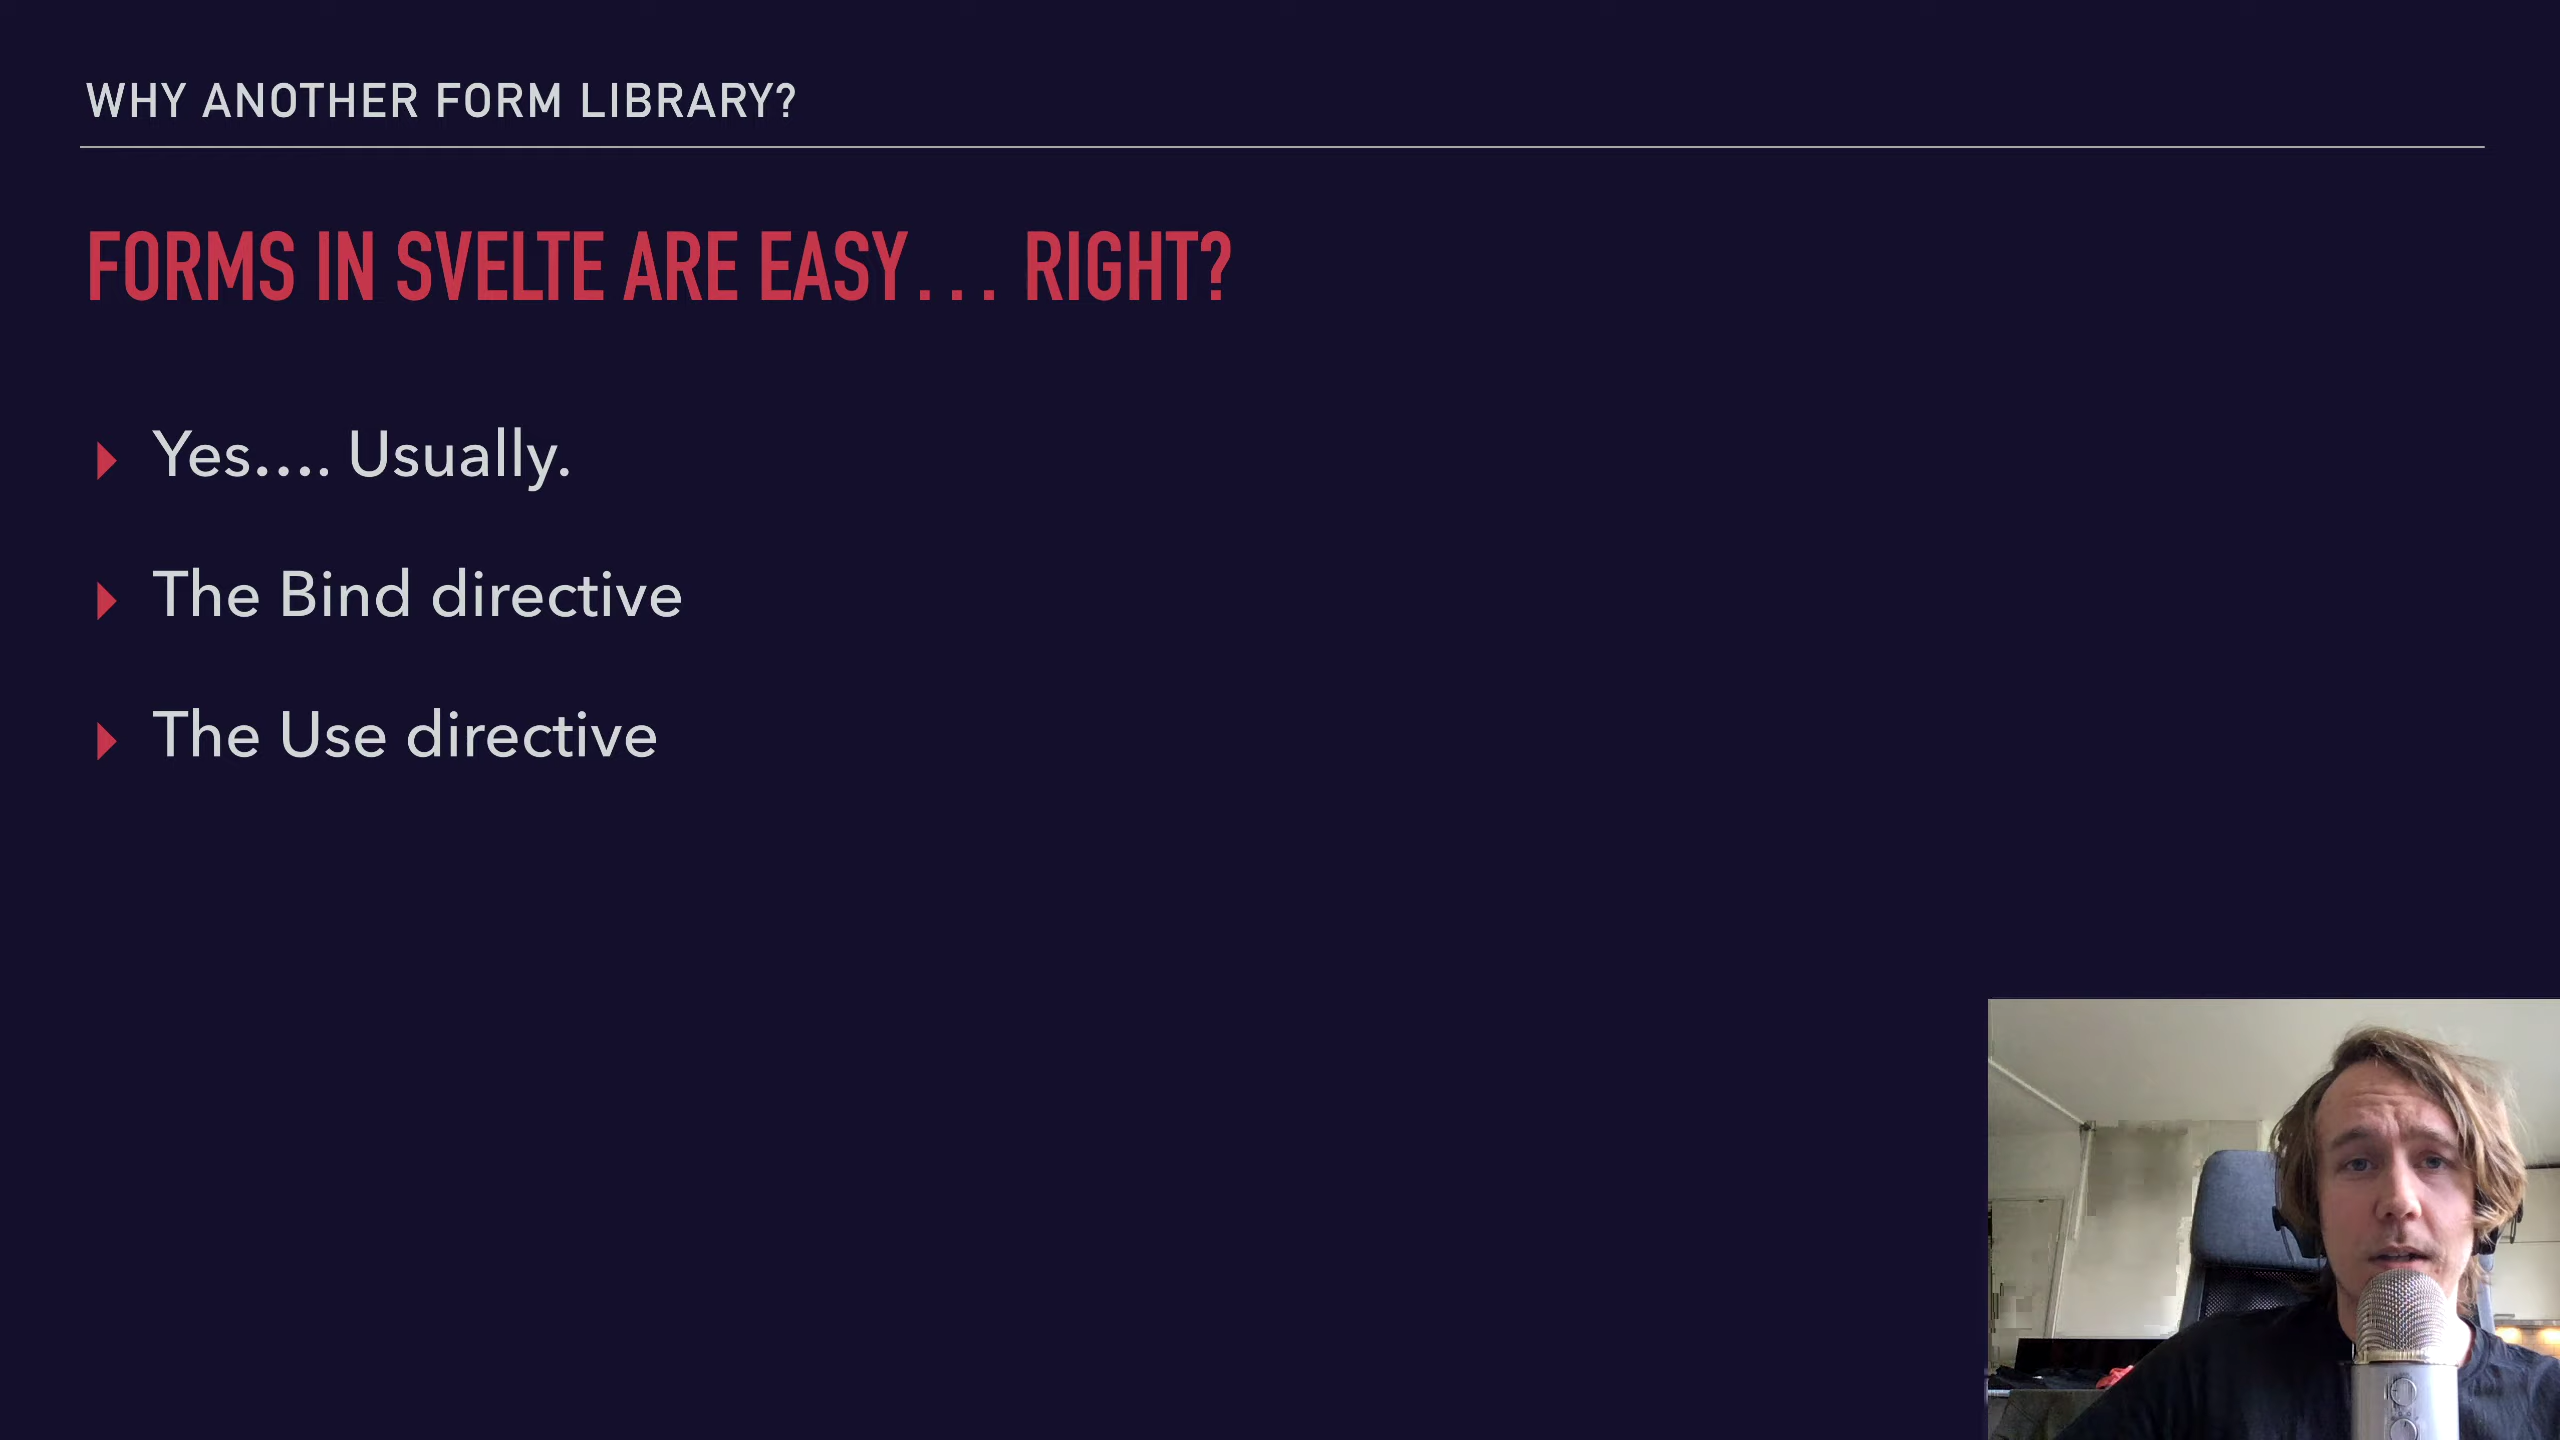 WHY ANOTHER FORM LIBRARY?
FORMS IN SVELTE ARE EASY... RIGHT?
Yes.... Usually.
The Bind directive
The Use directive